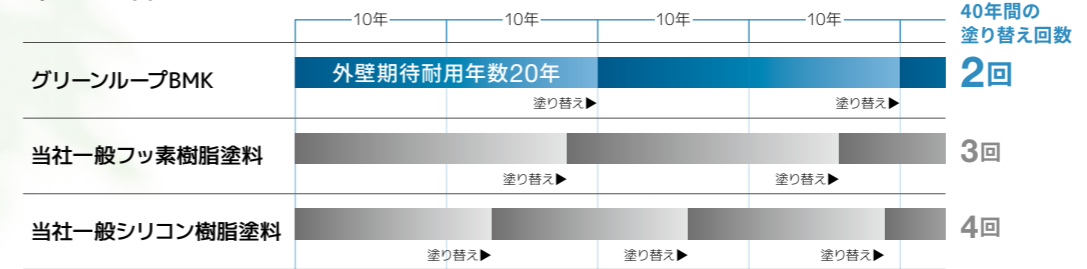 10年 10年 10年 10年
40年間の
塗り替え回数
グリーンループBMK 外壁期待耐用年数20年 2回
塗り替え▶ 塗り替え▶
当社一般フッ素樹脂塗料 3回
塗り替え▶ 塗り替え▶
当社一般シリコン樹脂塗料 4回
塗り替え▶ 塗り替え▶ 塗り替え▶